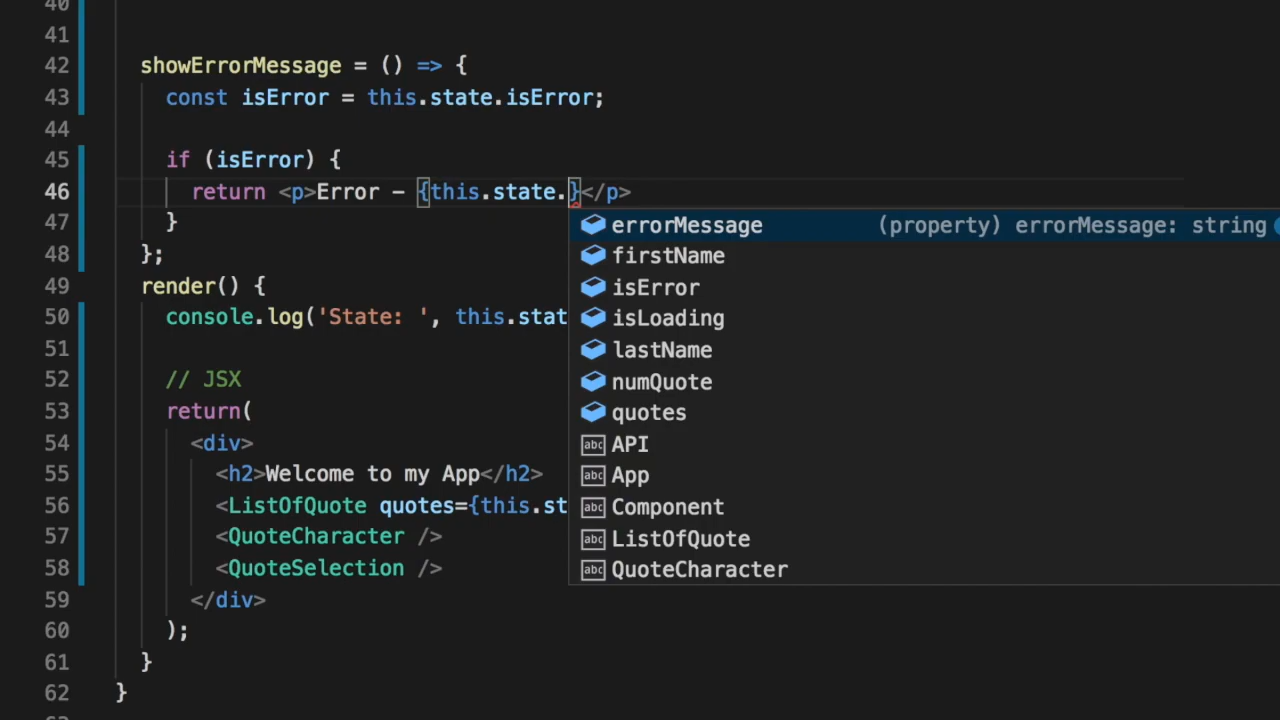 40
41
42 showErrorMessage = () => {
43 const isError = this.state.isError;
44
45 if (isError) {
46 return <p>Error – {this.state.}</p>
47 }
errorMessage (property) errorMessage: string
48 };
firstName
49 render() {
isError
50 console.log('State: ', this.stat
isLoading
51
lastName
52 // JSX
numQuote
53 return(
quotes
54 <div>
abc API
55 <h2>Welcome to my App</h2>
abc App
56 <ListOfQuote quotes={this.st
abc Component
57 <QuoteCharacter />
abc ListOfQuote
58 <QuoteSelection />
abc QuoteCharacter
59 </div>
60 );
61 }
62 }